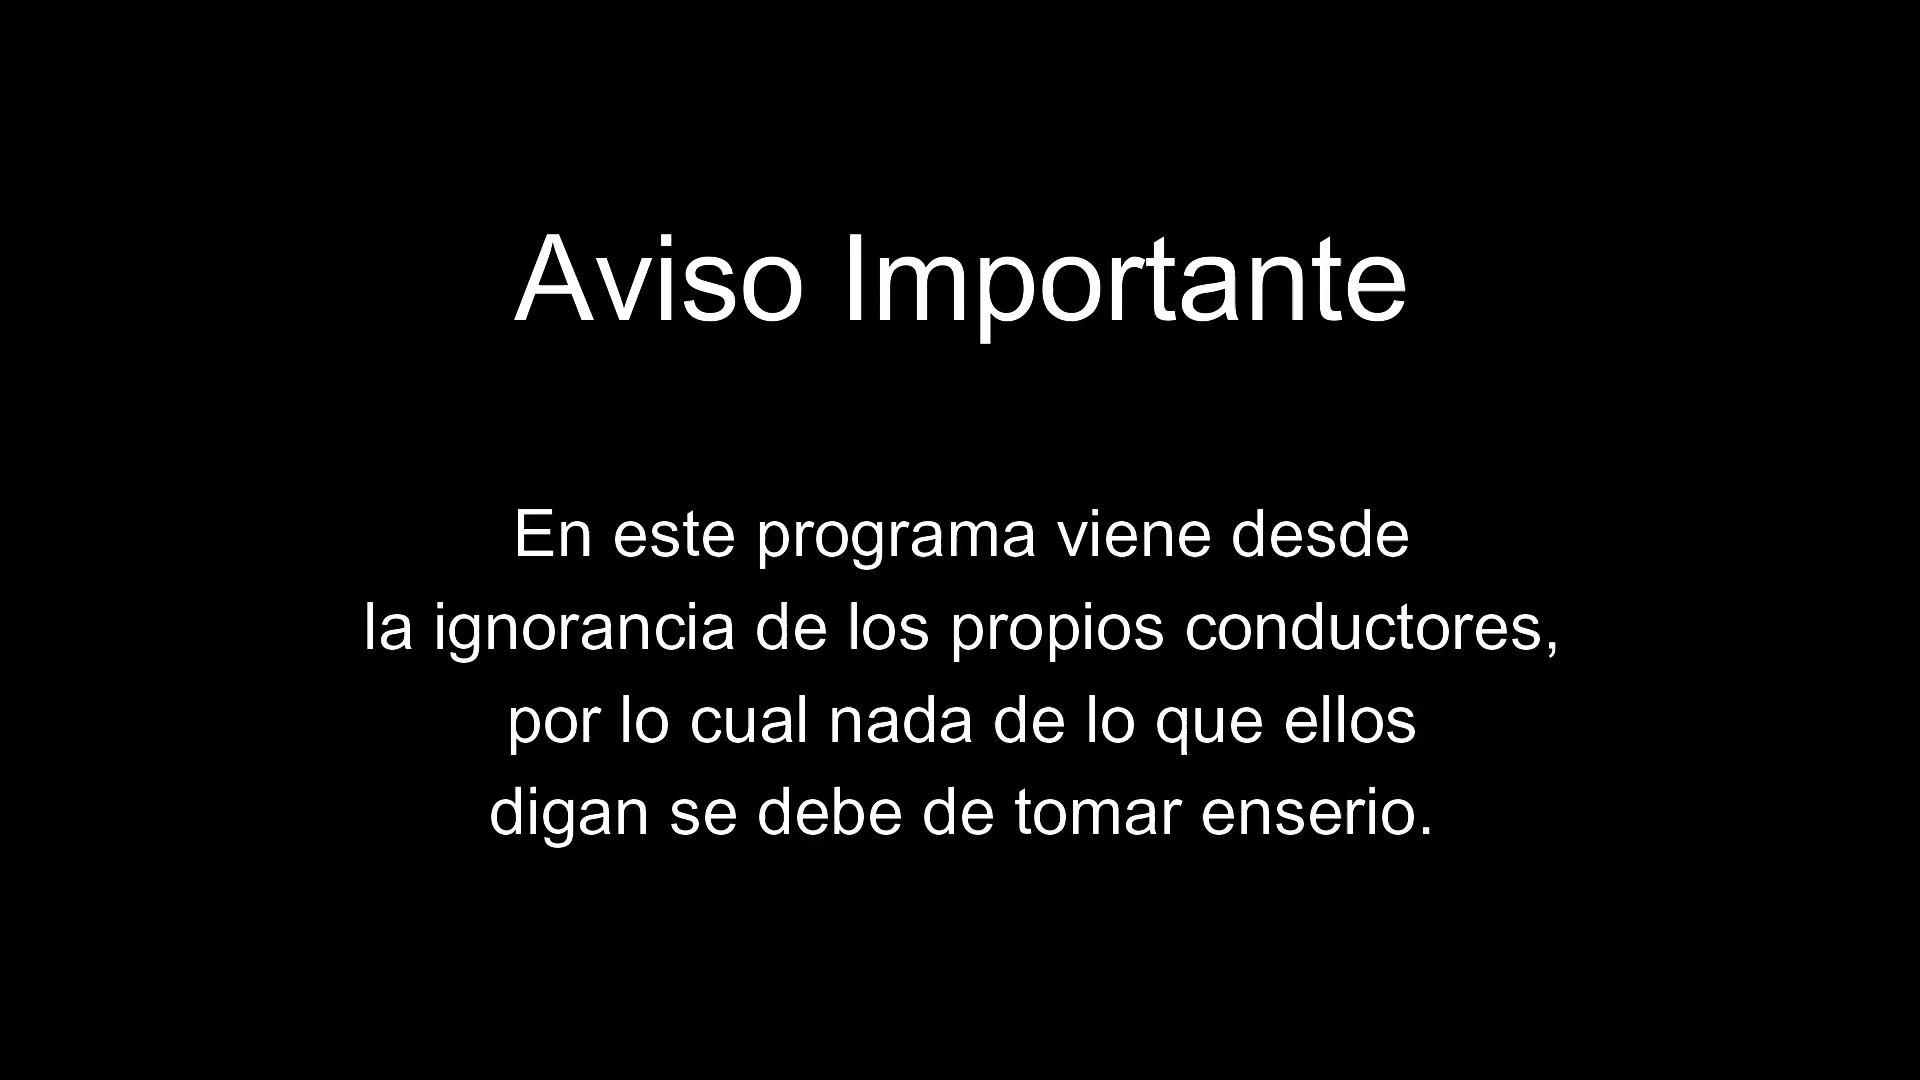 Aviso Importante
En este programa viene desde
la ignorancia de los propios conductores,
por lo cual nada de lo que ellos
digan se debe de tomar enserio.